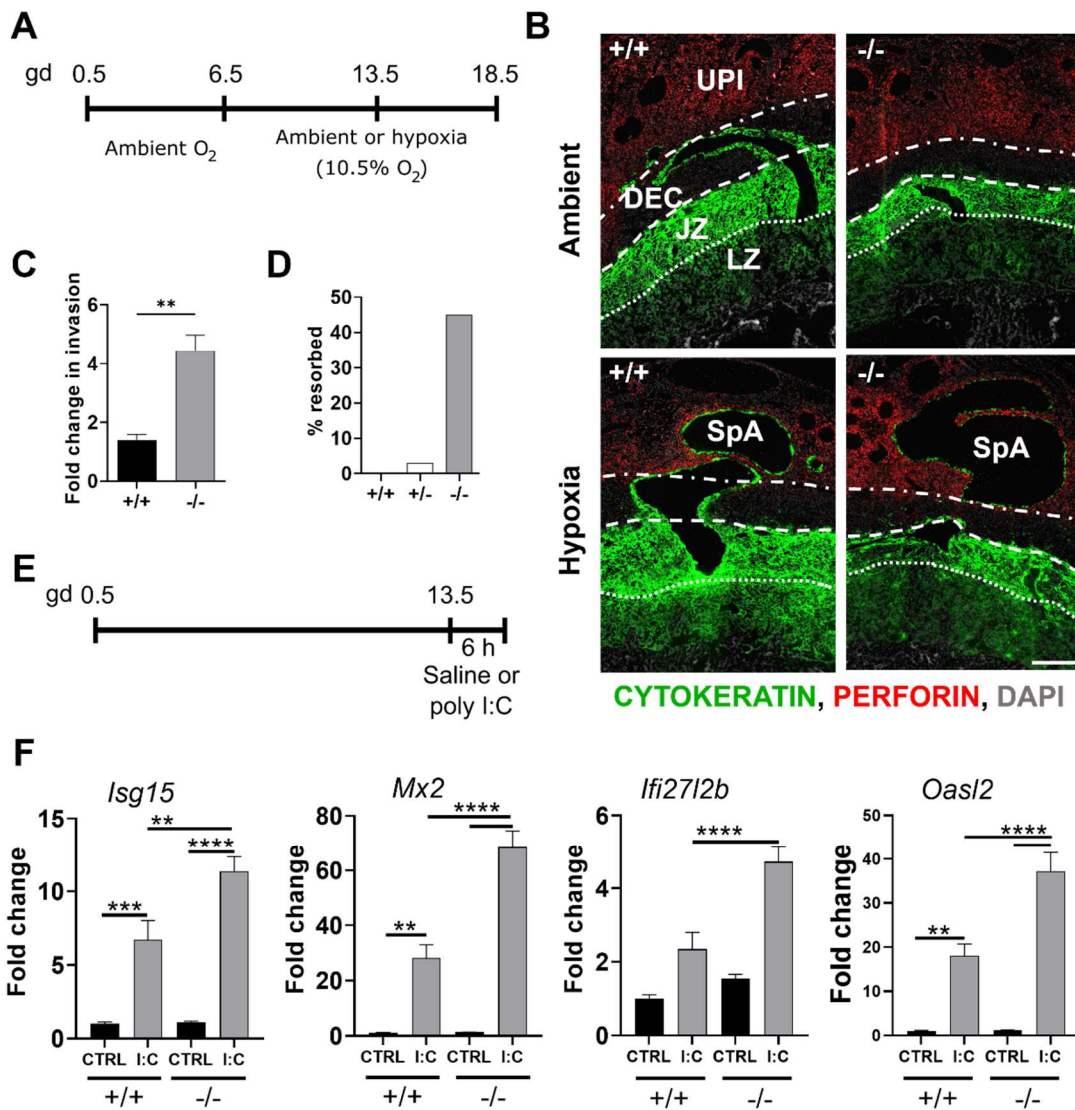 A
gd 0.5 6.5 13.5 18.5
Ambient O2
Ambient or hypoxia
(10.5% O2)
B
Ambient
+/+
UPI
DEC
JZ
LZ
-/-
Hypoxia
+/+
SpA
-/-
SpA
CYTOKERATIN, PERFORIN, DAPI
C
Fold change in invasion
6
4
2
0
**
+/+ -/-
D
% resorbed
50
40
30
20
10
0
+/+ +/- -/-
E
gd 0.5 13.5
6 h
Saline or
poly I:C
F
Isg15
Fold change
15
10
5
0
**
****
***
CTRL I:C CTRL I:C
+/+ -/-
Mx2
Fold change
80
60
40
20
0
****
**
CTRL I:C CTRL I:C
+/+ -/-
Ifi27l2b
Fold change
6
4
2
0
****
CTRL I:C CTRL I:C
+/+ -/-
Oasl2
Fold change
50
40
30
20
10
0
****
**
CTRL I:C CTRL I:C
+/+ -/-